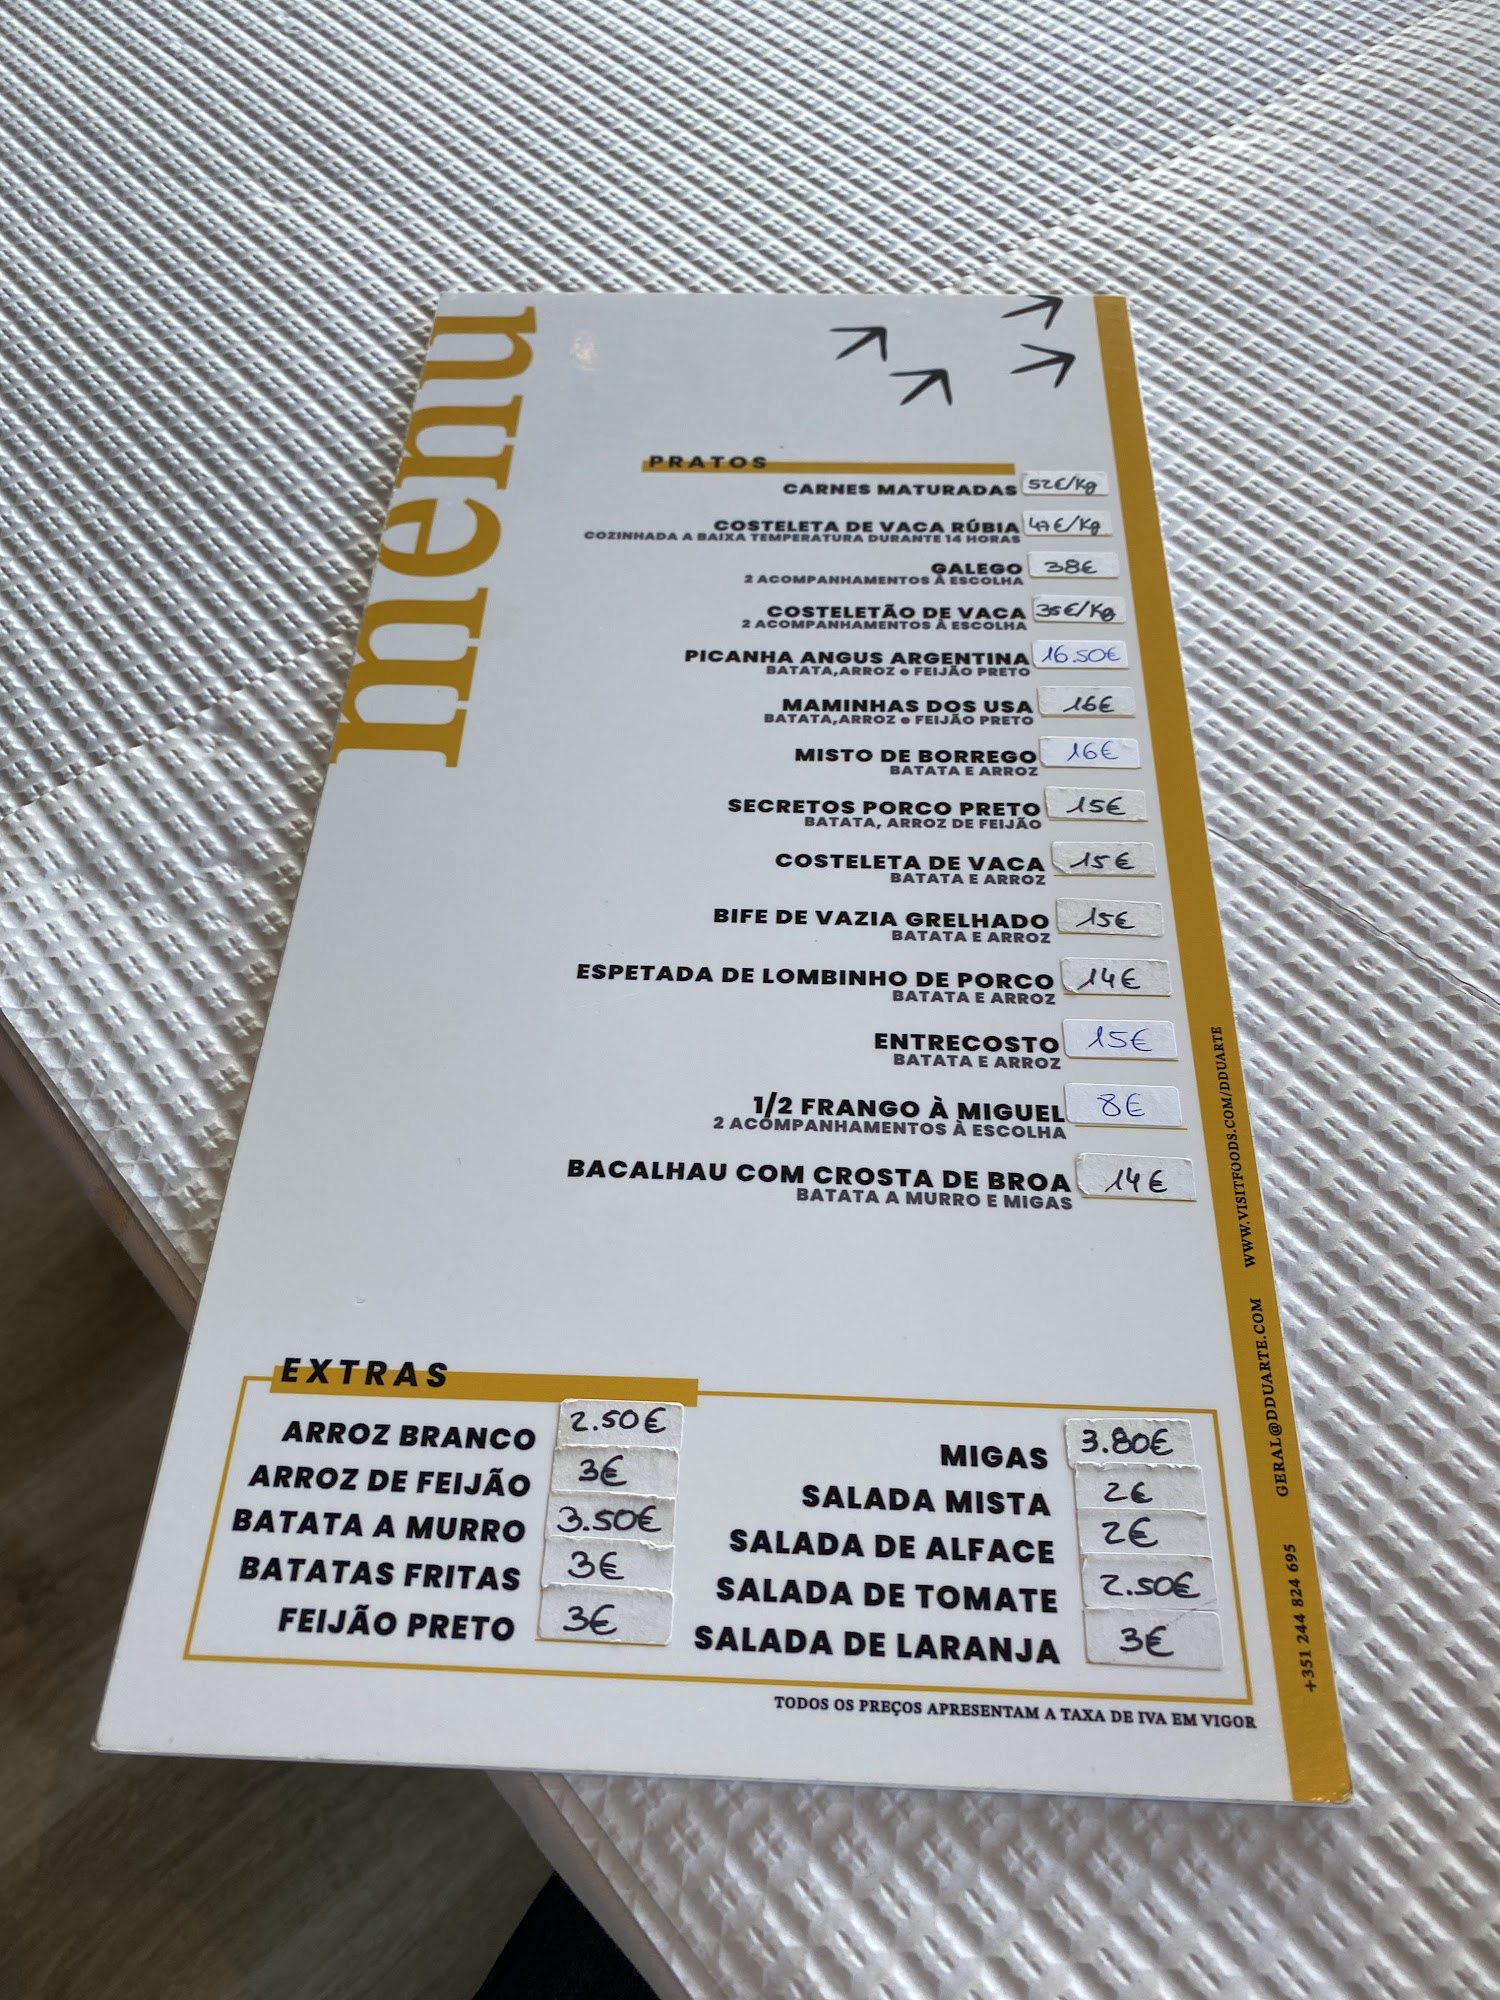 menu
PRATOS
CARNES MATURADAS 52€/Kg
COSTELETA DE VACA RÚBIA 47€/Kg
COZINHADA A BAIXA TEMPERATURA DURANTE 14 HORAS
GALEGO 38€
2 ACOMPANHAMENTOS À ESCOLHA
COSTELETÃO DE VACA 35€/Kg
2 ACOMPANHAMENTOS À ESCOLHA
PICANHA ANGUS ARGENTINA 16.50€
BATATA,ARROZ e FEIJÃO PRETO
MAMINHAS DOS USA 16€
BATATA,ARROZ e FEIJÃO PRETO
MISTO DE BORREGO 16€
BATATA E ARROZ
SECRETOS PORCO PRETO 15€
BATATA, ARROZ DE FEIJÃO
COSTELETA DE VACA 15€
BATATA E ARROZ
BIFE DE VAZIA GRELHADO 15€
BATATA E ARROZ
ESPETADA DE LOMBINHO DE PORCO 14€
BATATA E ARROZ
ENTRECOSTO 15€
BATATA E ARROZ
1/2 FRANGO À MIGUEL 8€
2 ACOMPANHAMENTOS À ESCOLHA
BACALHAU COM CROSTA DE BROA 14€
BATATA A MURRO E MIGAS
EXTRAS
ARROZ BRANCO 2.50€
ARROZ DE FEIJÃO 3€
BATATA A MURRO 3.50€
BATATAS FRITAS 3€
FEIJÃO PRETO 3€
MIGAS 3.80€
SALADA MISTA 2€
SALADA DE ALFACE 2€
SALADA DE TOMATE 2.50€
SALADA DE LARANJA 3€
TODOS OS PREÇOS APRESENTAM A TAXA DE IVA EM VIGOR
+351 244 824 695 GERAL@DDUARTE.COM WWW.VISITFOODS.COM/DDUARTE